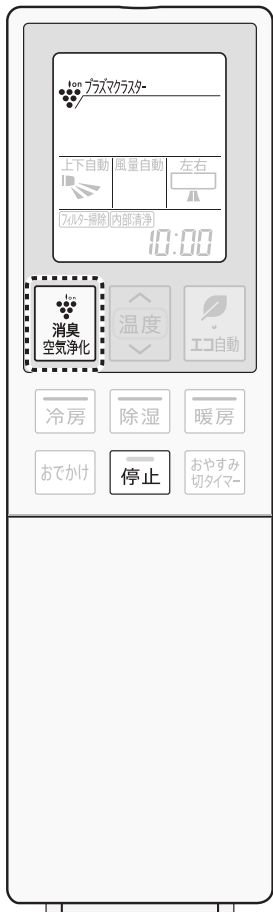 ion プラズマクラスター
上下自動 風量自動 左右
フィルター掃除 内部清浄
10:00
ion
消臭
空気浄化
温度
エコ自動
冷房 除湿 暖房
おでかけ 停止 おやすみ
切タイマー